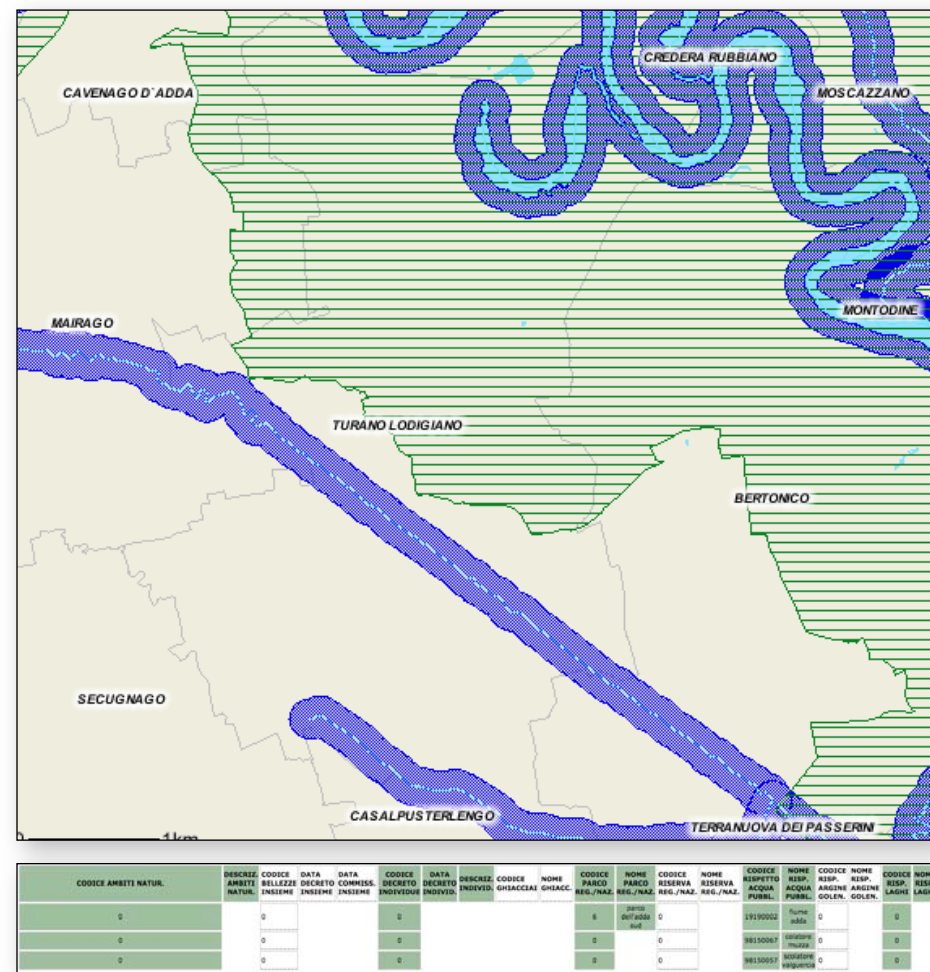 CREDERA RUBBIANO
CAVENAGO D`ADDA
MOSCAZZANO
MONTODINE
MAIRAGO
TURANO LODIGIANO
BERTONICO
SECUGNAGO
CASALPUSTERLENGO
TERRANUOVA DEI PASSERINI
1km
CODICE AMBITI NATUR. DESCRIZ. AMBITI NATUR. CODICE BELLEZZE INSIEME DATA DECRETO INSIEME DATA COMMISS. INSIEME CODICE DECRETO INDIVIDUE DATA DECRETO INDIVID. DESCRIZ. INDIVID. CODICE GHIACCIAI NOME GHIACC. CODICE PARCO REG./NAZ. NOME PARCO REG./NAZ. CODICE RISERVA REG./NAZ. NOME RISERVA REG./NAZ. CODICE RISPETTO ACQUA PUBBL. NOME RISP. ACQUA PUBBL. CODICE RISP. ARGINE GOLEN. NOME RISP. ARGINE GOLEN. CODICE RISP. LAGHI
0 0 0 6 parco dell'adda sud 0 19190002 fiume adda 0 0
0 0 0 0 0 98150067 colatore muzza 0 0
0 0 0 0 0 98150057 scolatore valguercia 0 0